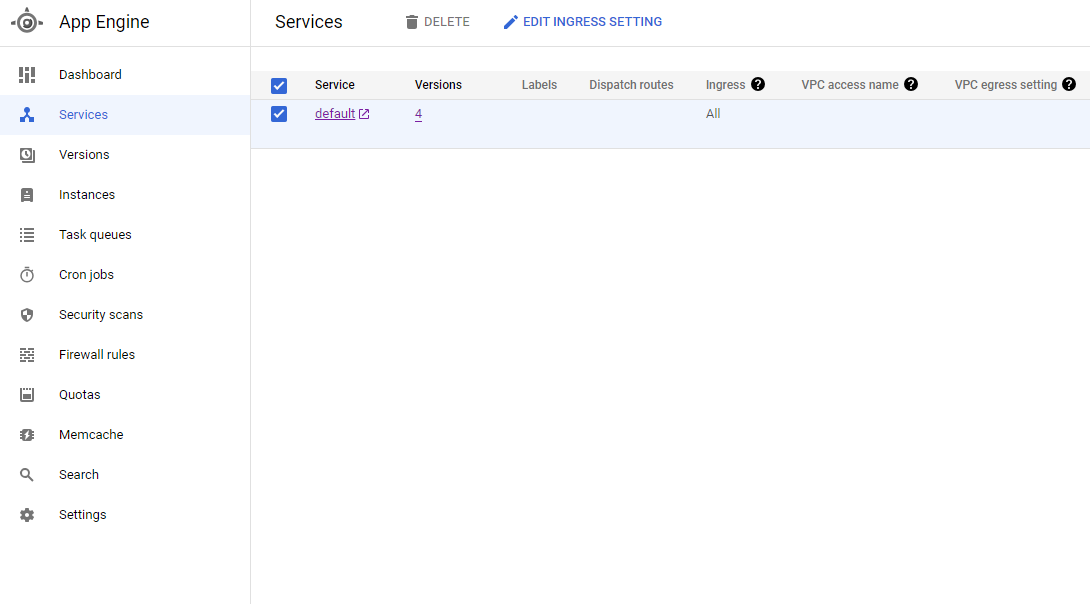 App Engine
Services DELETE EDIT INGRESS SETTING
Dashboard
Services
Versions
Instances
Task queues
Cron jobs
Security scans
Firewall rules
Quotas
Memcache
Search
Settings
Service Versions Labels Dispatch routes Ingress ? VPC access name ? VPC egress setting ?
default 4 All